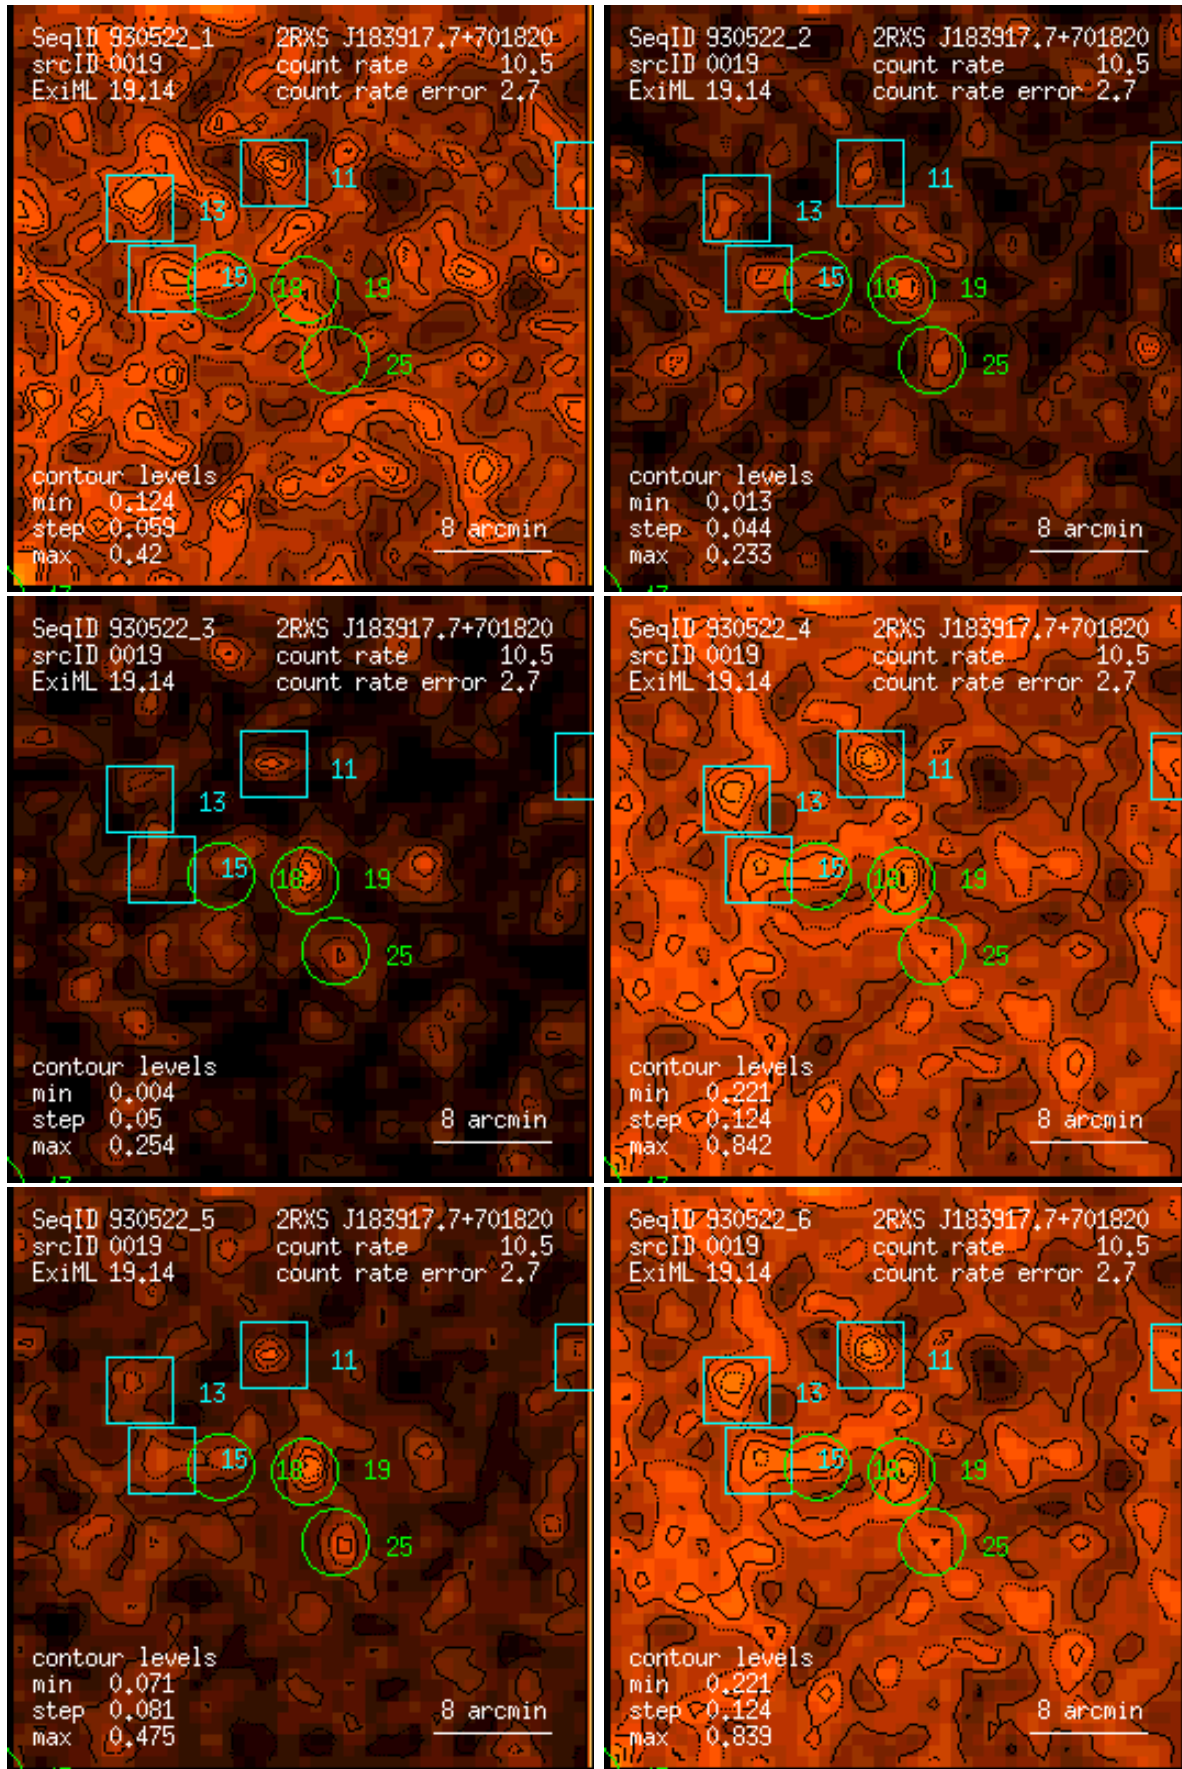 SeqID 930522_1 2RXS J183917.7+701820
srcID 0019 count rate 10.5
ExiML 19.14 count rate error 2.7
11
13
15
18 19
25
contour levels
min 0.124
step 0.059
max 0.42
8 arcmin
SeqID 930522_2 2RXS J183917.7+701820
srcID 0019 count rate 10.5
ExiML 19.14 count rate error 2.7
11
13
15
18 19
25
contour levels
min 0.013
step 0.044
max 0.233
8 arcmin
SeqID 930522_3 2RXS J183917.7+701820
srcID 0019 count rate 10.5
ExiML 19.14 count rate error 2.7
11
13
15
18 19
25
contour levels
min 0.004
step 0.05
max 0.254
8 arcmin
SeqID 930522_4 2RXS J183917.7+701820
srcID 0019 count rate 10.5
ExiML 19.14 count rate error 2.7
11
13
15
18 19
25
contour levels
min 0.221
step 0.124
max 0.842
8 arcmin
SeqID 930522_5 2RXS J183917.7+701820
srcID 0019 count rate 10.5
ExiML 19.14 count rate error 2.7
11
13
15
18 19
25
contour levels
min 0.071
step 0.081
max 0.475
8 arcmin
SeqID 930522_6 2RXS J183917.7+701820
srcID 0019 count rate 10.5
ExiML 19.14 count rate error 2.7
11
13
15
18 19
25
contour levels
min 0.221
step 0.124
max 0.839
8 arcmin